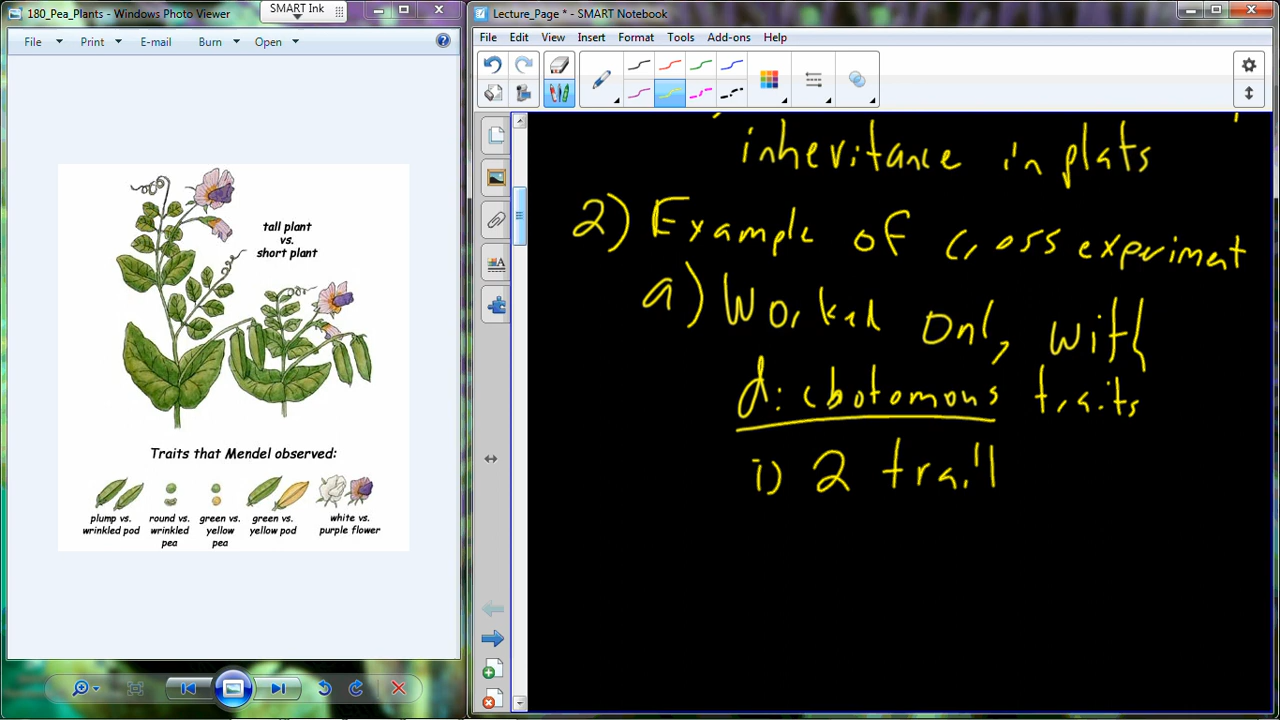 180_Pea_Plants - Windows Photo Viewer
SMART Ink
File Print E-mail Burn Open
tall plant
vs.
short plant
Traits that Mendel observed:
plump vs.
wrinkled pod
round vs.
wrinkled
pea
green vs.
yellow
pea
green vs.
yellow pod
white vs.
purple flower
Lecture_Page * - SMART Notebook
File Edit View Insert Format Tools Add-ons Help
inheritance in plats
2) Example of cross experiment
a) Worked only with
dichotomous traits
i) 2 trait